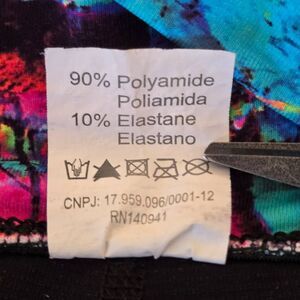 90% Polyamide
Poliamida
10% Elastane
Elastano
CNPJ: 17.959.096/0001-12
RN140941